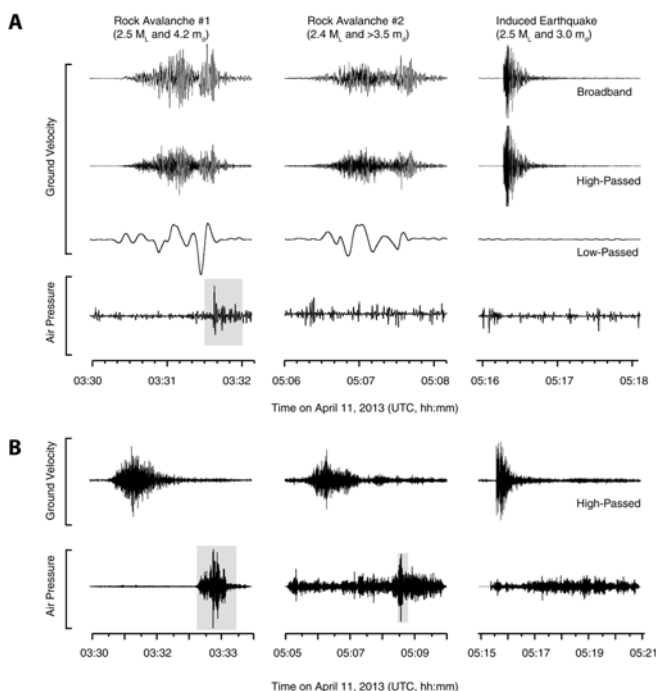 A
Rock Avalanche #1
(2.5 ML and 4.2 md)
Rock Avalanche #2
(2.4 ML and >3.5 md)
Induced Earthquake
(2.5 ML and 3.0 md)
Ground Velocity
Broadband
High-Passed
Low-Passed
Air Pressure
03:30 03:31 03:32 05:06 05:07 05:08 05:16 05:17 05:18
Time on April 11, 2013 (UTC, hh:mm)
B
Ground Velocity
High-Passed
Air Pressure
03:30 03:32 03:33 05:05 05:07 05:09 05:15 05:17 05:19 05:21
Time on April 11, 2013 (UTC, hh:mm)